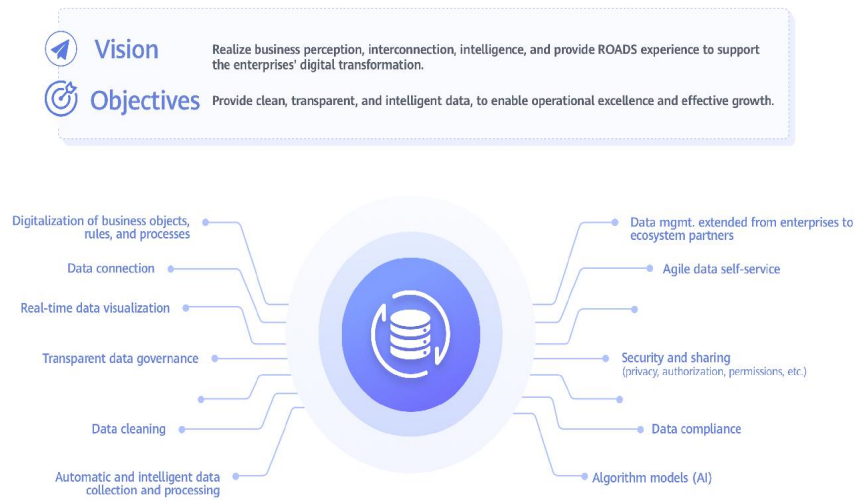 Vision
Realize business perception, interconnection, intelligence, and provide ROADS experience to support
the enterprises' digital transformation.
Objectives
Provide clean, transparent, and intelligent data, to enable operational excellence and effective growth.
Digitalization of business objects,
rules, and processes
Data connection
Real-time data visualization
Transparent data governance
Data cleaning
Automatic and intelligent data
collection and processing
Data mgmt. extended from enterprises to
ecosystem partners
Agile data self-service
Security and sharing
(privacy, authorization, permissions, etc.)
Data compliance
Algorithm models (AI)